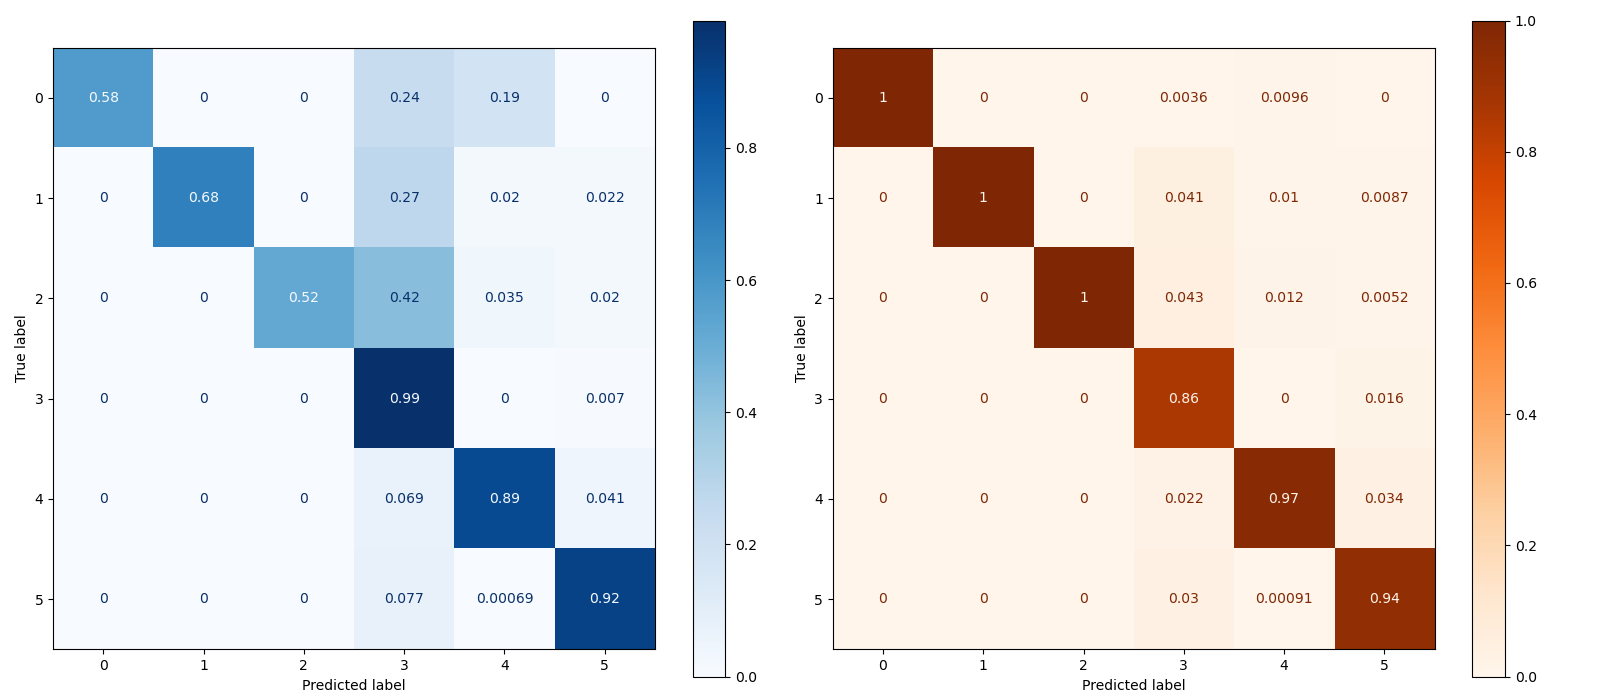 0 0.58 0 0 0.24 0.19 0
1 0 0.68 0 0.27 0.02 0.022
2 0 0 0.52 0.42 0.035 0.02
3 0 0 0 0.99 0 0.007
4 0 0 0 0.069 0.89 0.041
5 0 0 0 0.077 0.00069 0.92
0 1 2 3 4 5
Predicted label
True label
0.8
0.6
0.4
0.2
0.0
0 1 0 0 0.0036 0.0096 0
1 0 1 0 0.041 0.01 0.0087
2 0 0 1 0.043 0.012 0.0052
3 0 0 0 0.86 0 0.016
4 0 0 0 0.022 0.97 0.034
5 0 0 0 0.03 0.00091 0.94
0 1 2 3 4 5
Predicted label
True label
1.0
0.8
0.6
0.4
0.2
0.0